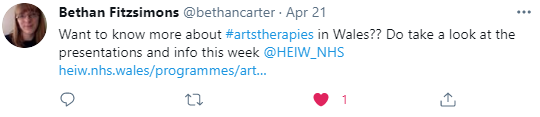 Bethan Fitzsimons @bethancarter · Apr 21
Want to know more about #artstherapies in Wales?? Do take a look at the
presentations and info this week @HEIW_NHS
heiw.nhs.wales/programmes/art...
1